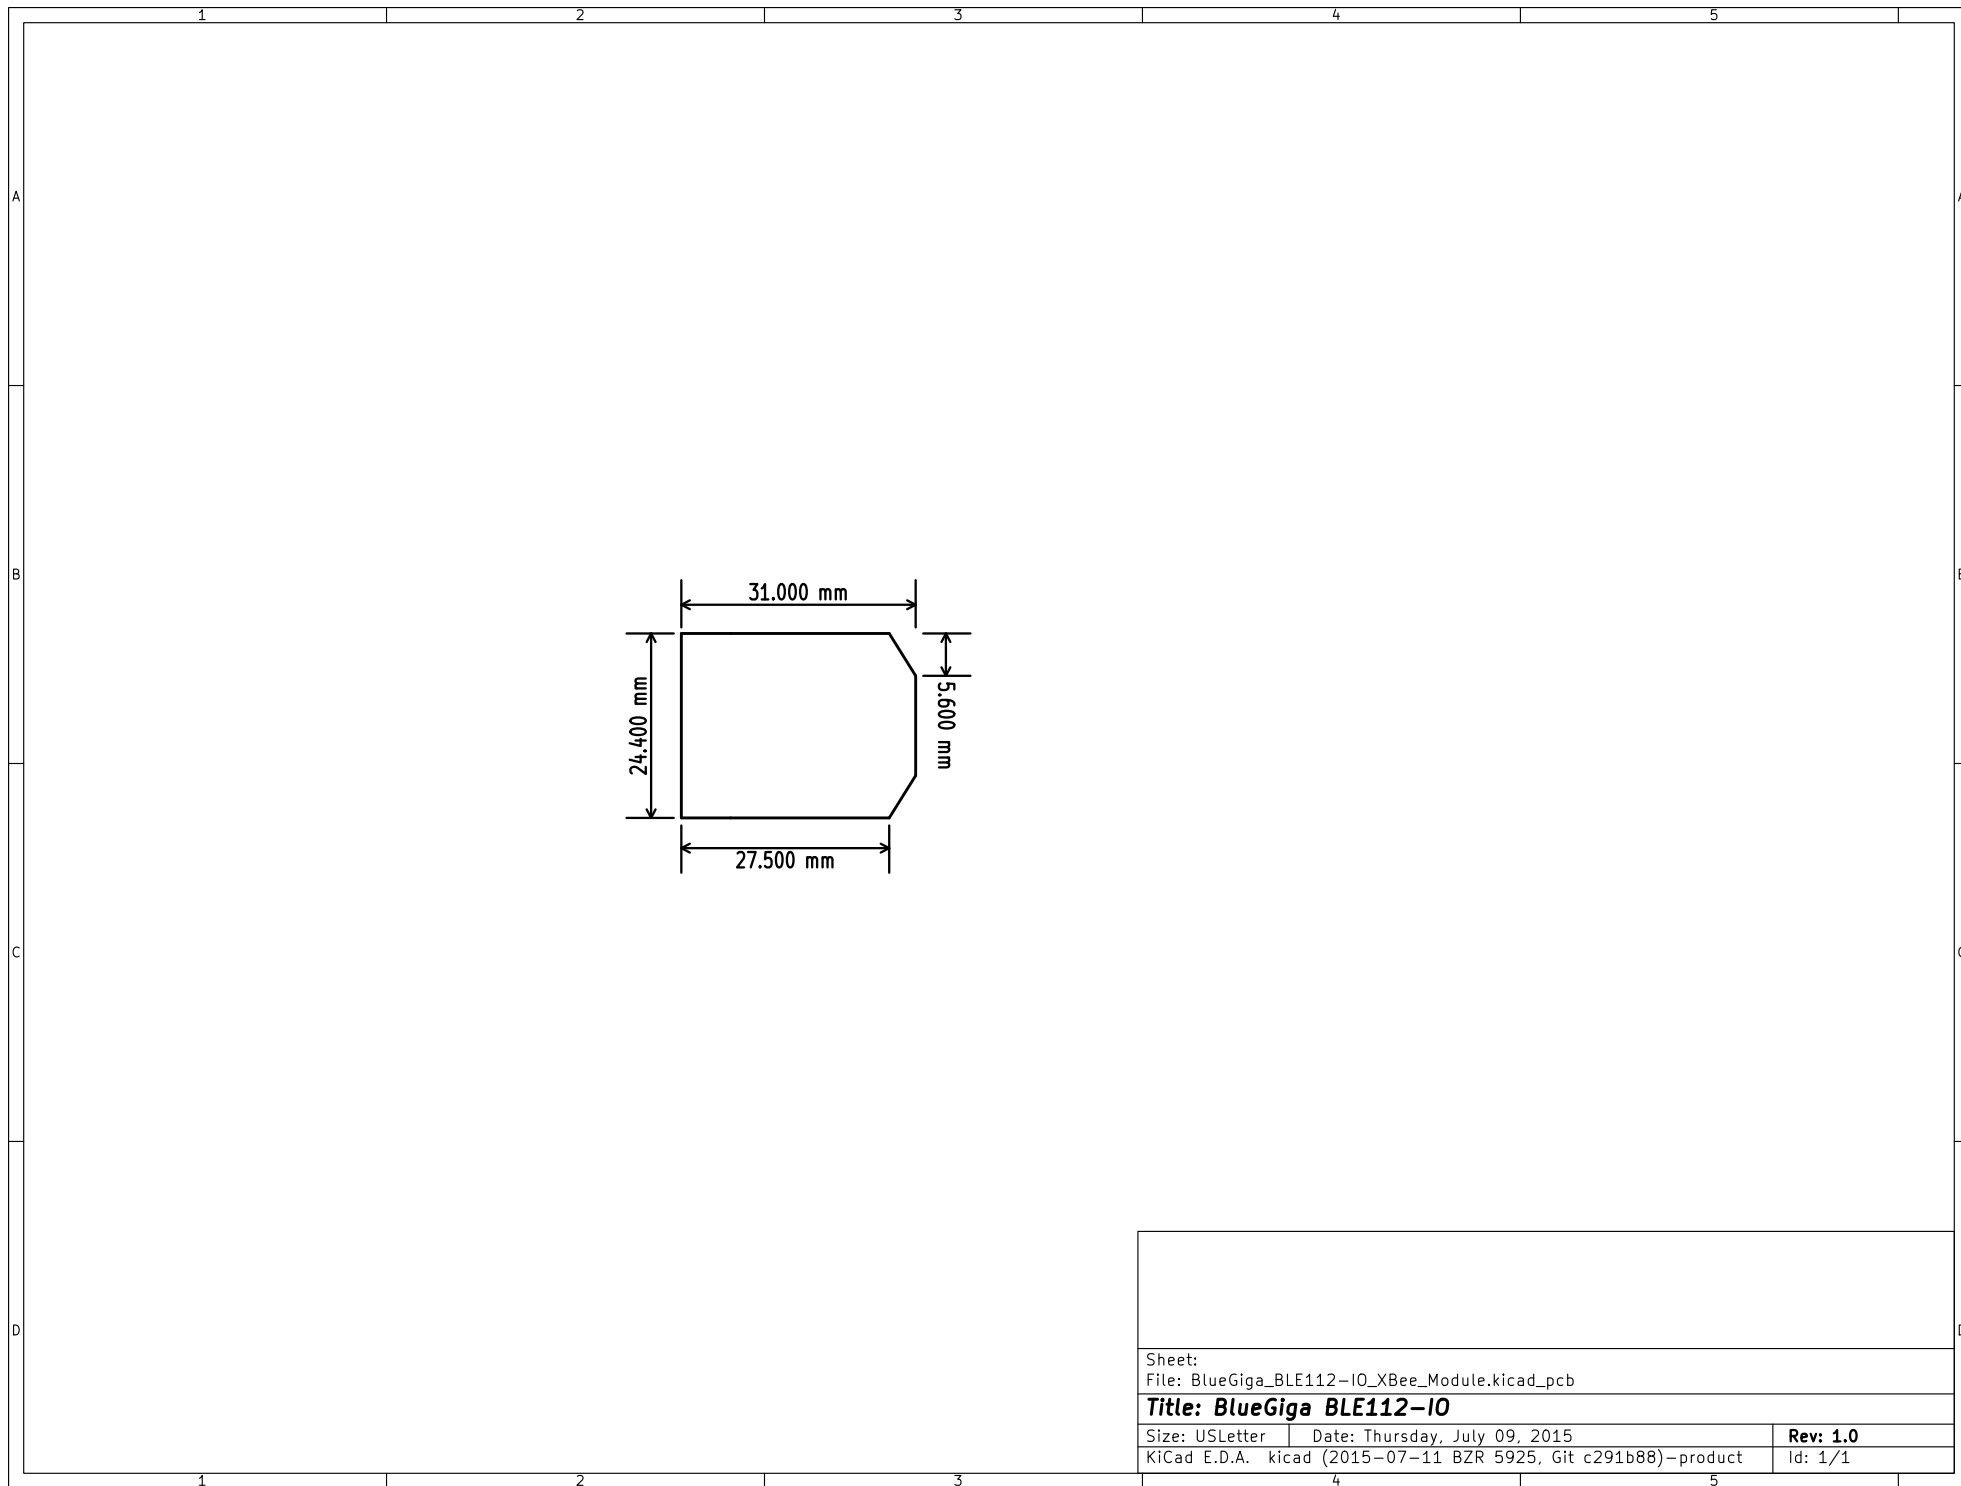 1 2 3 4 5
A A
B B
31.000 mm
24.400 mm
5.600 mm
27.500 mm
C C
D D
Sheet:
File: BlueGiga_BLE112-IO_XBee_Module.kicad_pcb
Title: BlueGiga BLE112-IO
Size: USLetter Date: Thursday, July 09, 2015 Rev: 1.0
KiCad E.D.A. kicad (2015-07-11 BZR 5925, Git c291b88)-product Id: 1/1
1 2 3 4 5